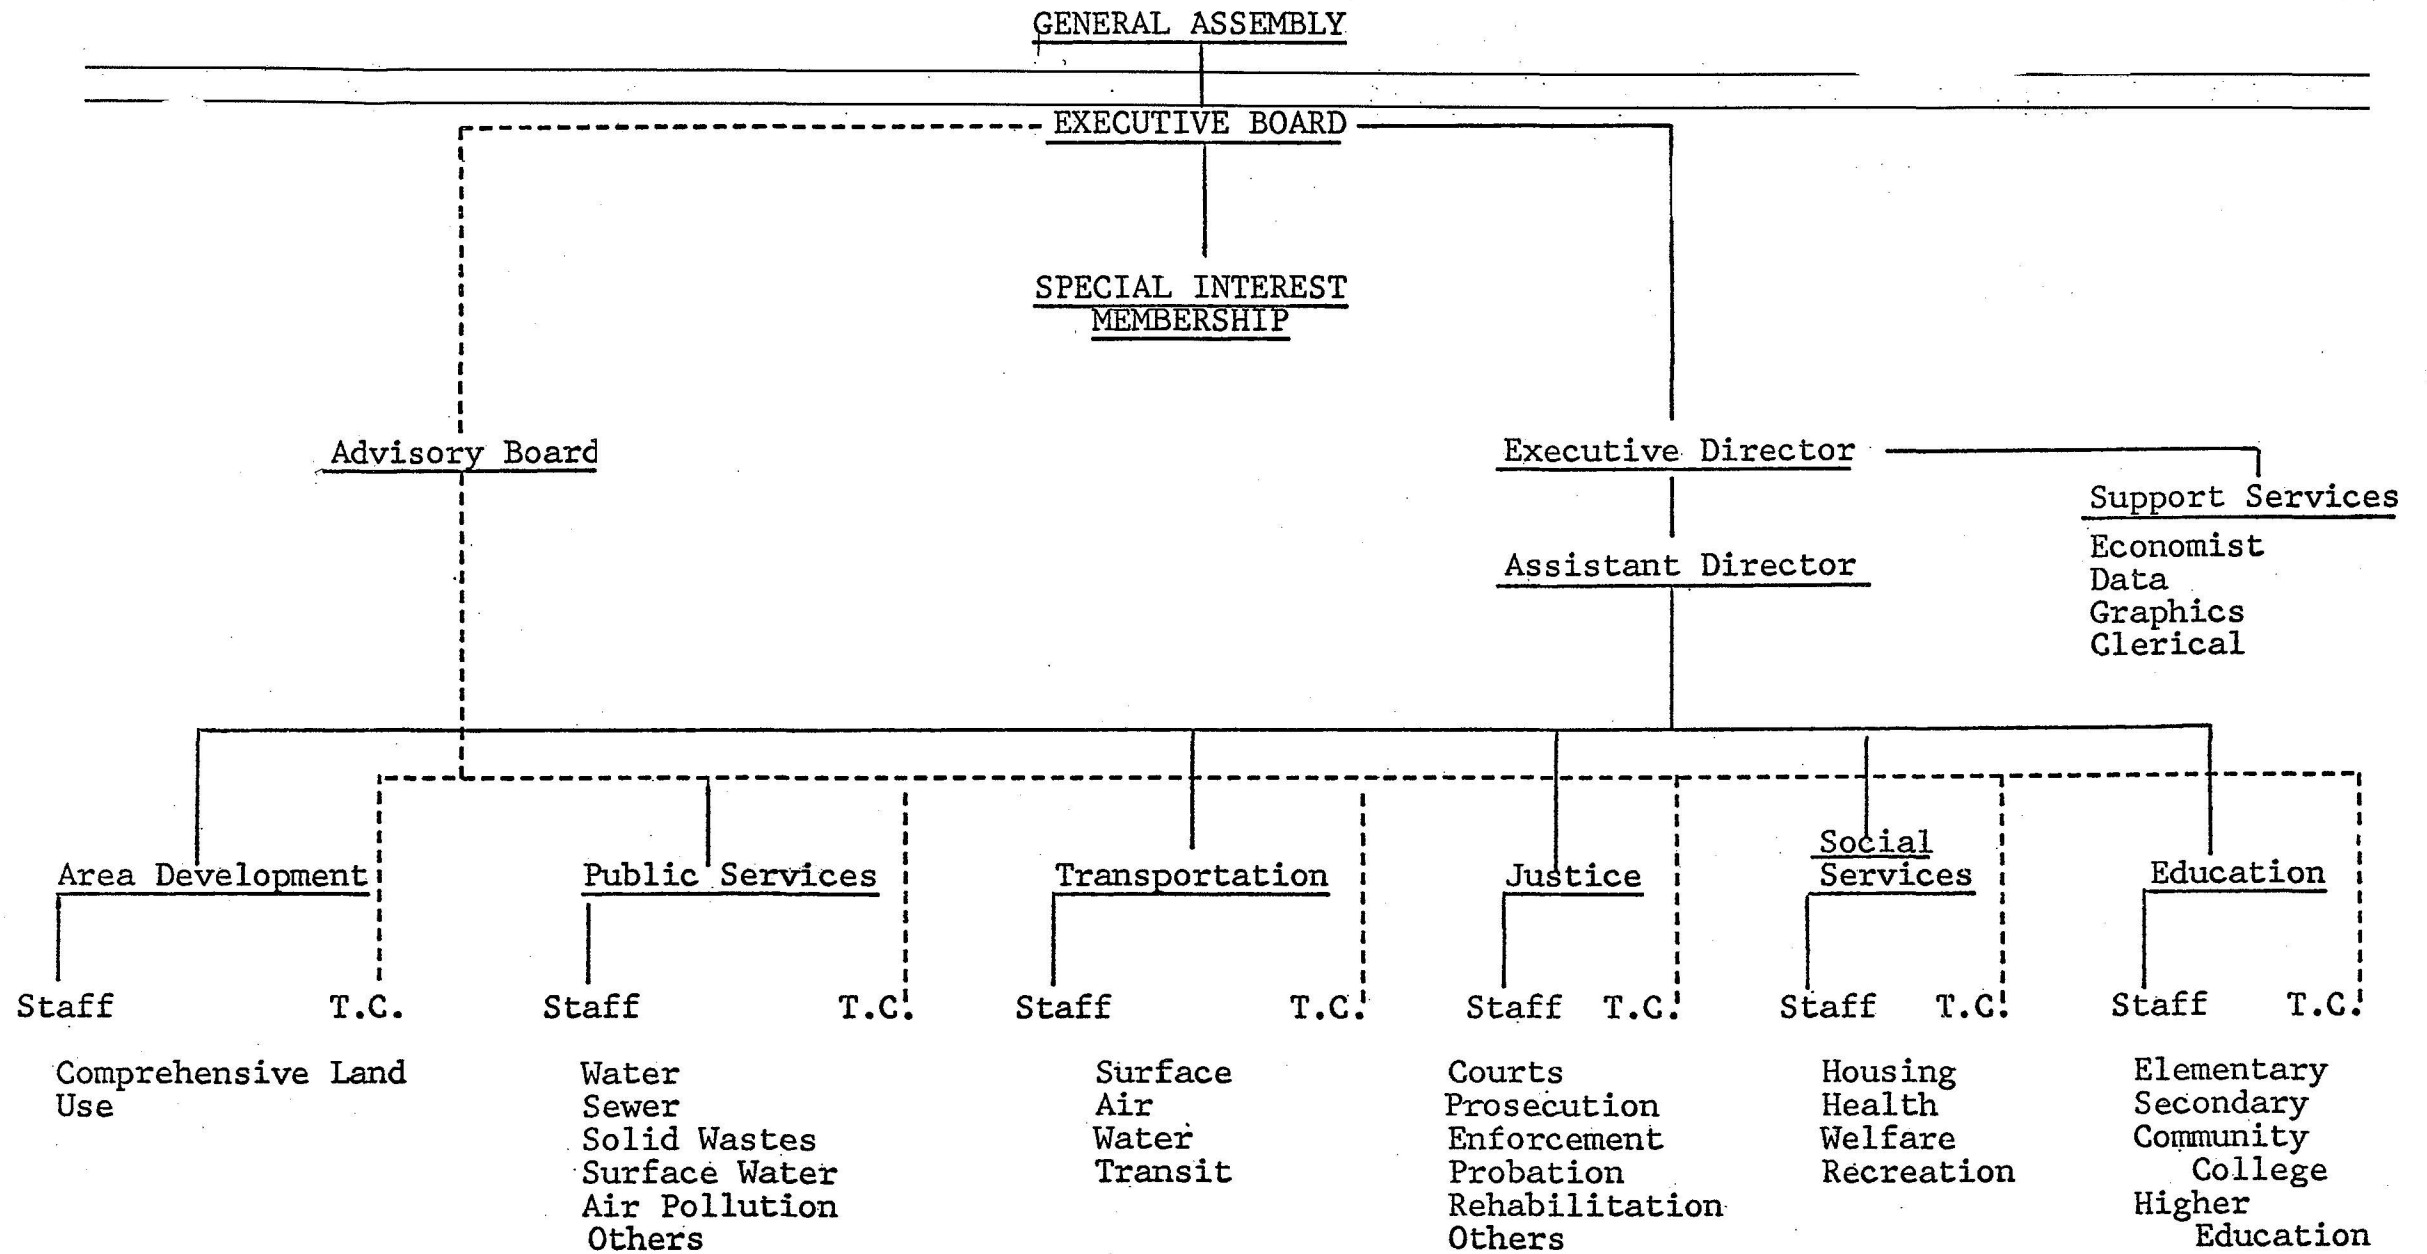 GENERAL ASSEMBLY
EXECUTIVE BOARD
SPECIAL INTEREST
MEMBERSHIP
Advisory Board
Executive Director
Support Services
Economist
Data
Graphics
Clerical
Assistant Director
Area Development
Public Services
Transportation
Justice
Social
Services
Education
Staff T.C. Staff T.C. Staff T.C. Staff T.C. Staff T.C. Staff T.C.
Comprehensive Land
Use
Water
Sewer
Solid Wastes
Surface Water
Air Pollution
Others
Surface
Air
Water
Transit
Courts
Prosecution
Enforcement
Probation
Rehabilitation
Others
Housing
Health
Welfare
Recreation
Elementary
Secondary
Community
College
Higher
Education